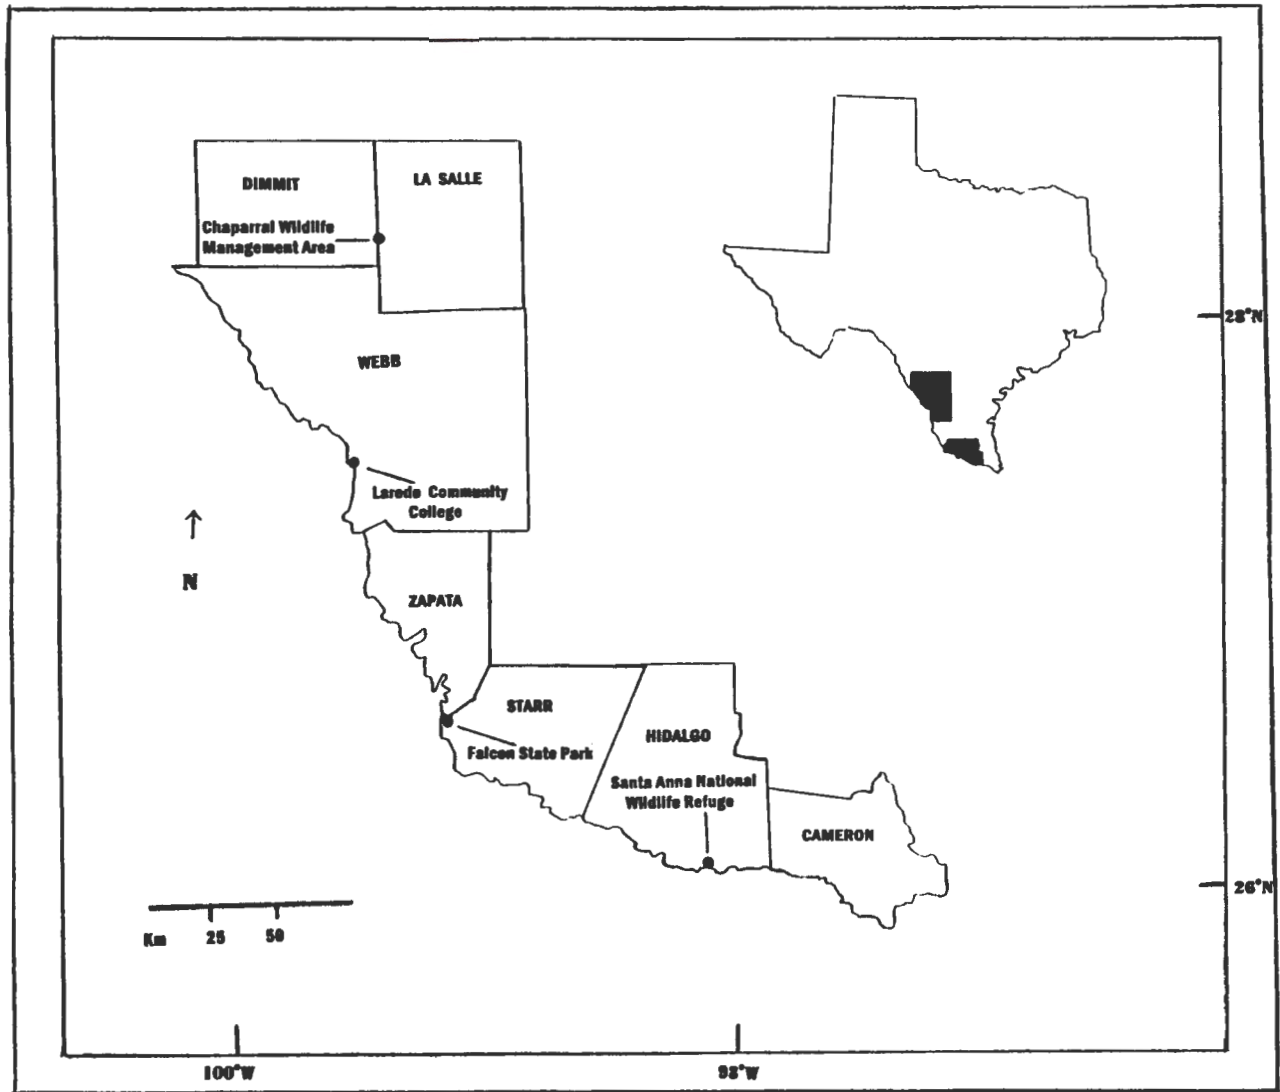 DIMMIT
LA SALLE
Chaparral Wildlife
Management Area
28°N
WEBB
Laredo Community
College
N
ZAPATA
STARR
HIDALGO
Falcon State Park
Santa Anna National
Wildlife Refuge
CAMERON
26°N
Km 25 50
100°W 98°W